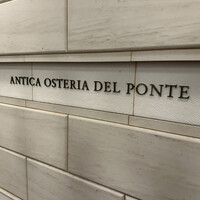 ANTICA OSTERIA DEL PONTE